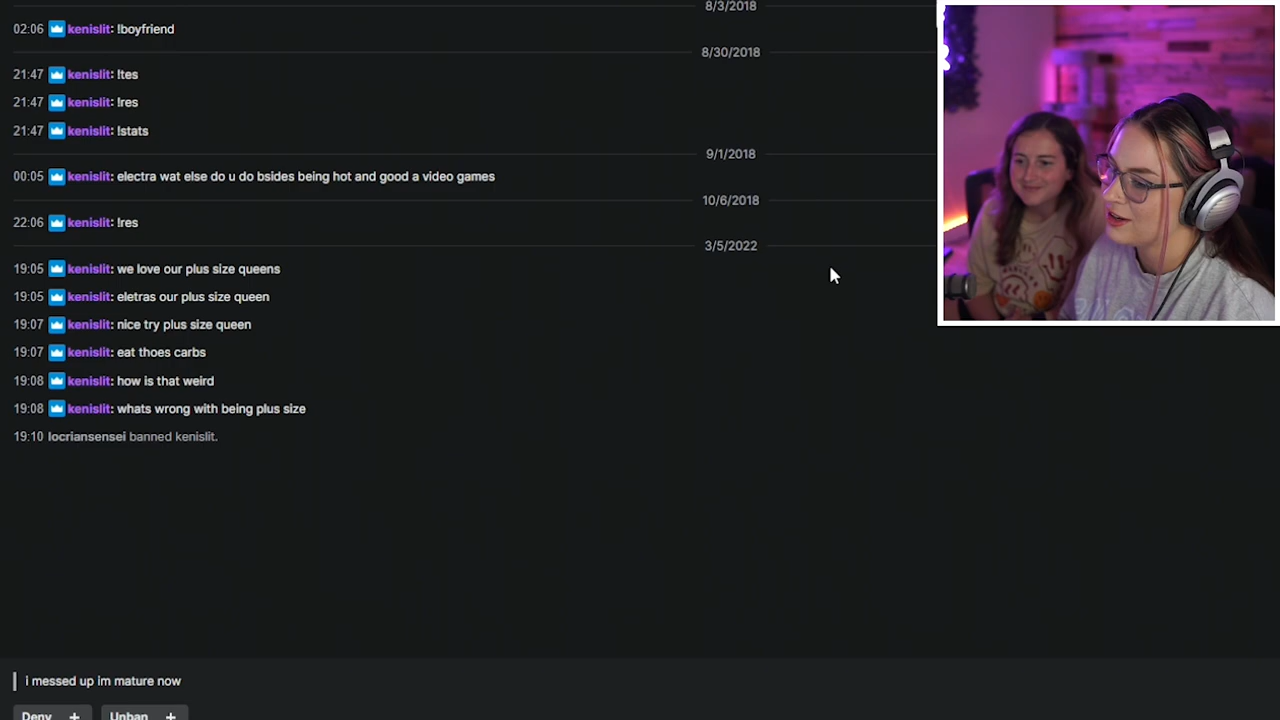 8/3/2018
02:06 kenislit: !boyfriend
8/30/2018
21:47 kenislit: !tes
21:47 kenislit: !res
21:47 kenislit: !stats
9/1/2018
00:05 kenislit: electra wat else do u do bsides being hot and good a video games
10/6/2018
22:06 kenislit: !res
3/5/2022
19:05 kenislit: we love our plus size queens
19:05 kenislit: eletras our plus size queen
19:07 kenislit: nice try plus size queen
19:07 kenislit: eat thoes carbs
19:08 kenislit: how is that weird
19:08 kenislit: whats wrong with being plus size
19:10 locriansensei banned kenislit.
i messed up im mature now
Deny + Unban +